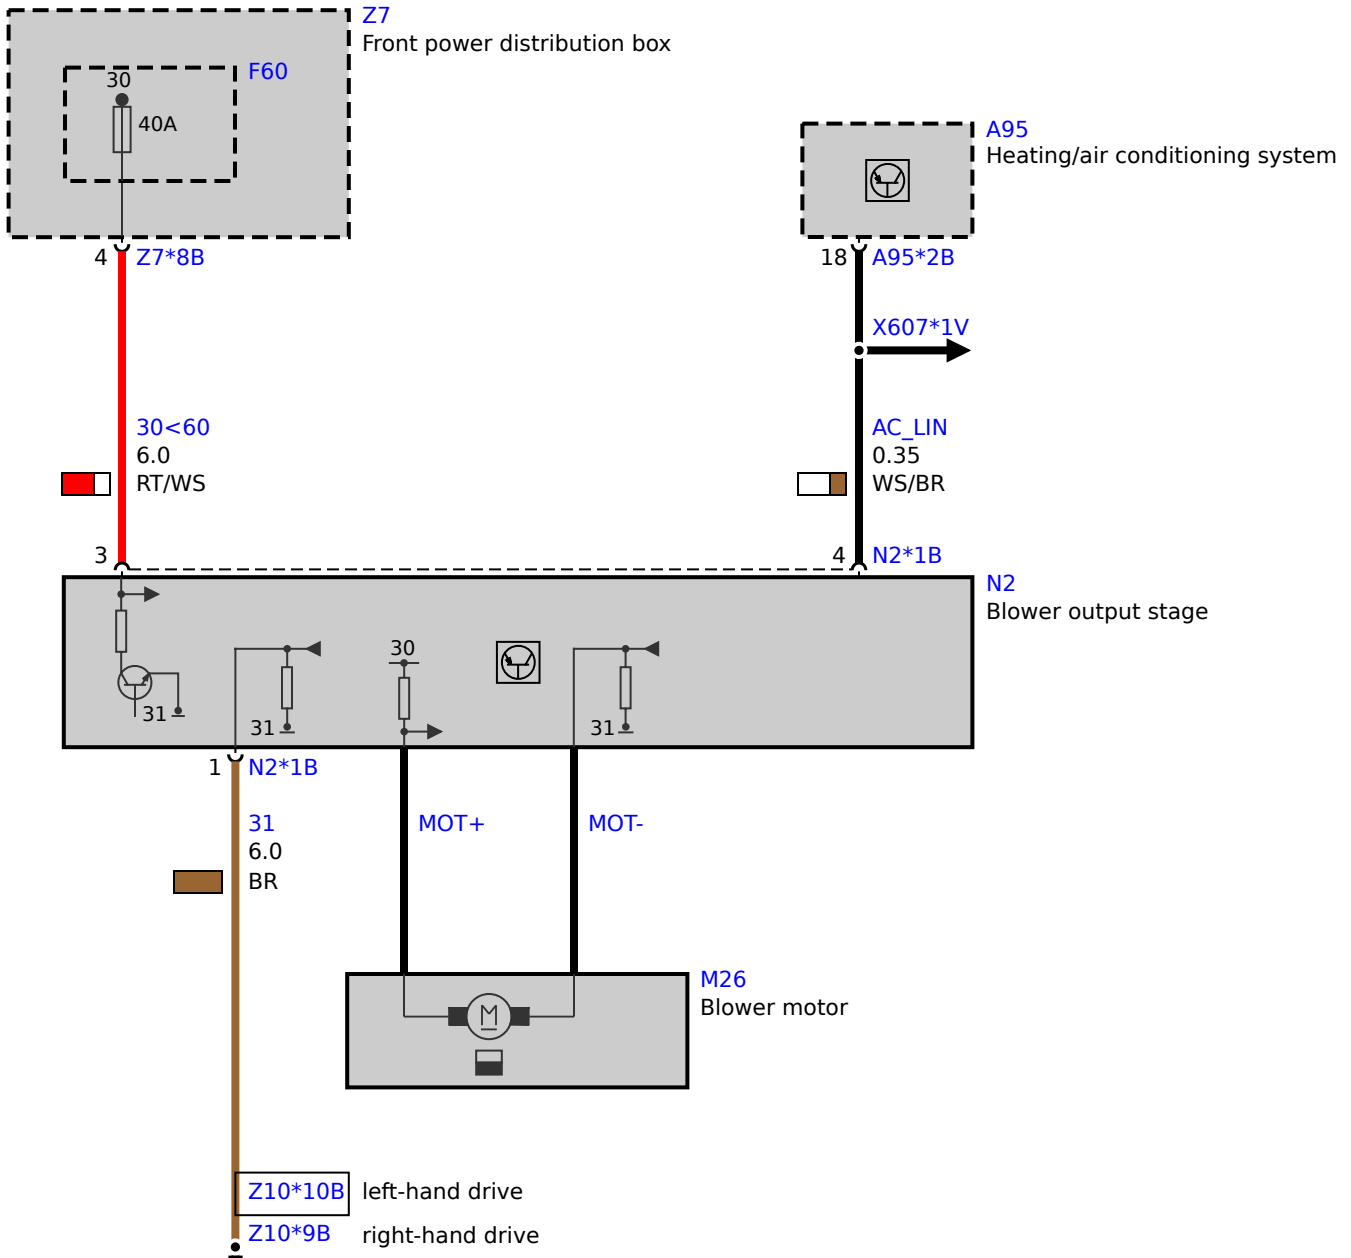 Z7
Front power distribution box
F60
30
40A
A95
Heating/air conditioning system
4 Z7*8B
18 A95*2B
X607*1V
30<60
6.0
RT/WS
AC_LIN
0.35
WS/BR
3
4 N2*1B
N2
Blower output stage
30
31
31
31
1 N2*1B
31
6.0
BR
MOT+
MOT-
M26
Blower motor
M
Z10*10B left-hand drive
Z10*9B right-hand drive